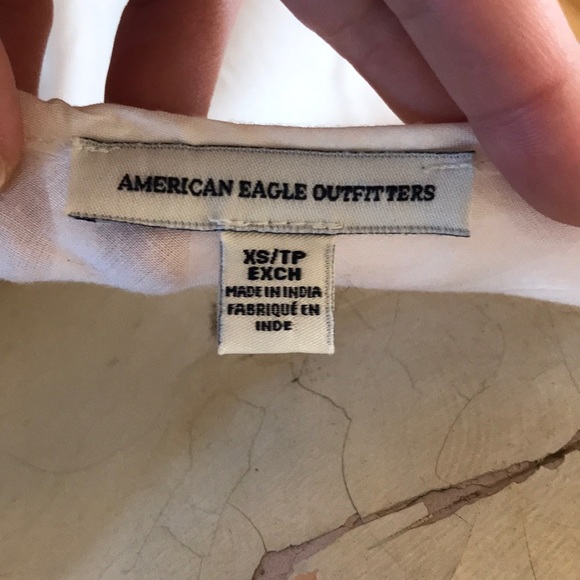 AMERICAN EAGLE OUTFITTERS
XS/TP
EXCH
MADE IN INDIA
FABRIQUÉ EN
INDE